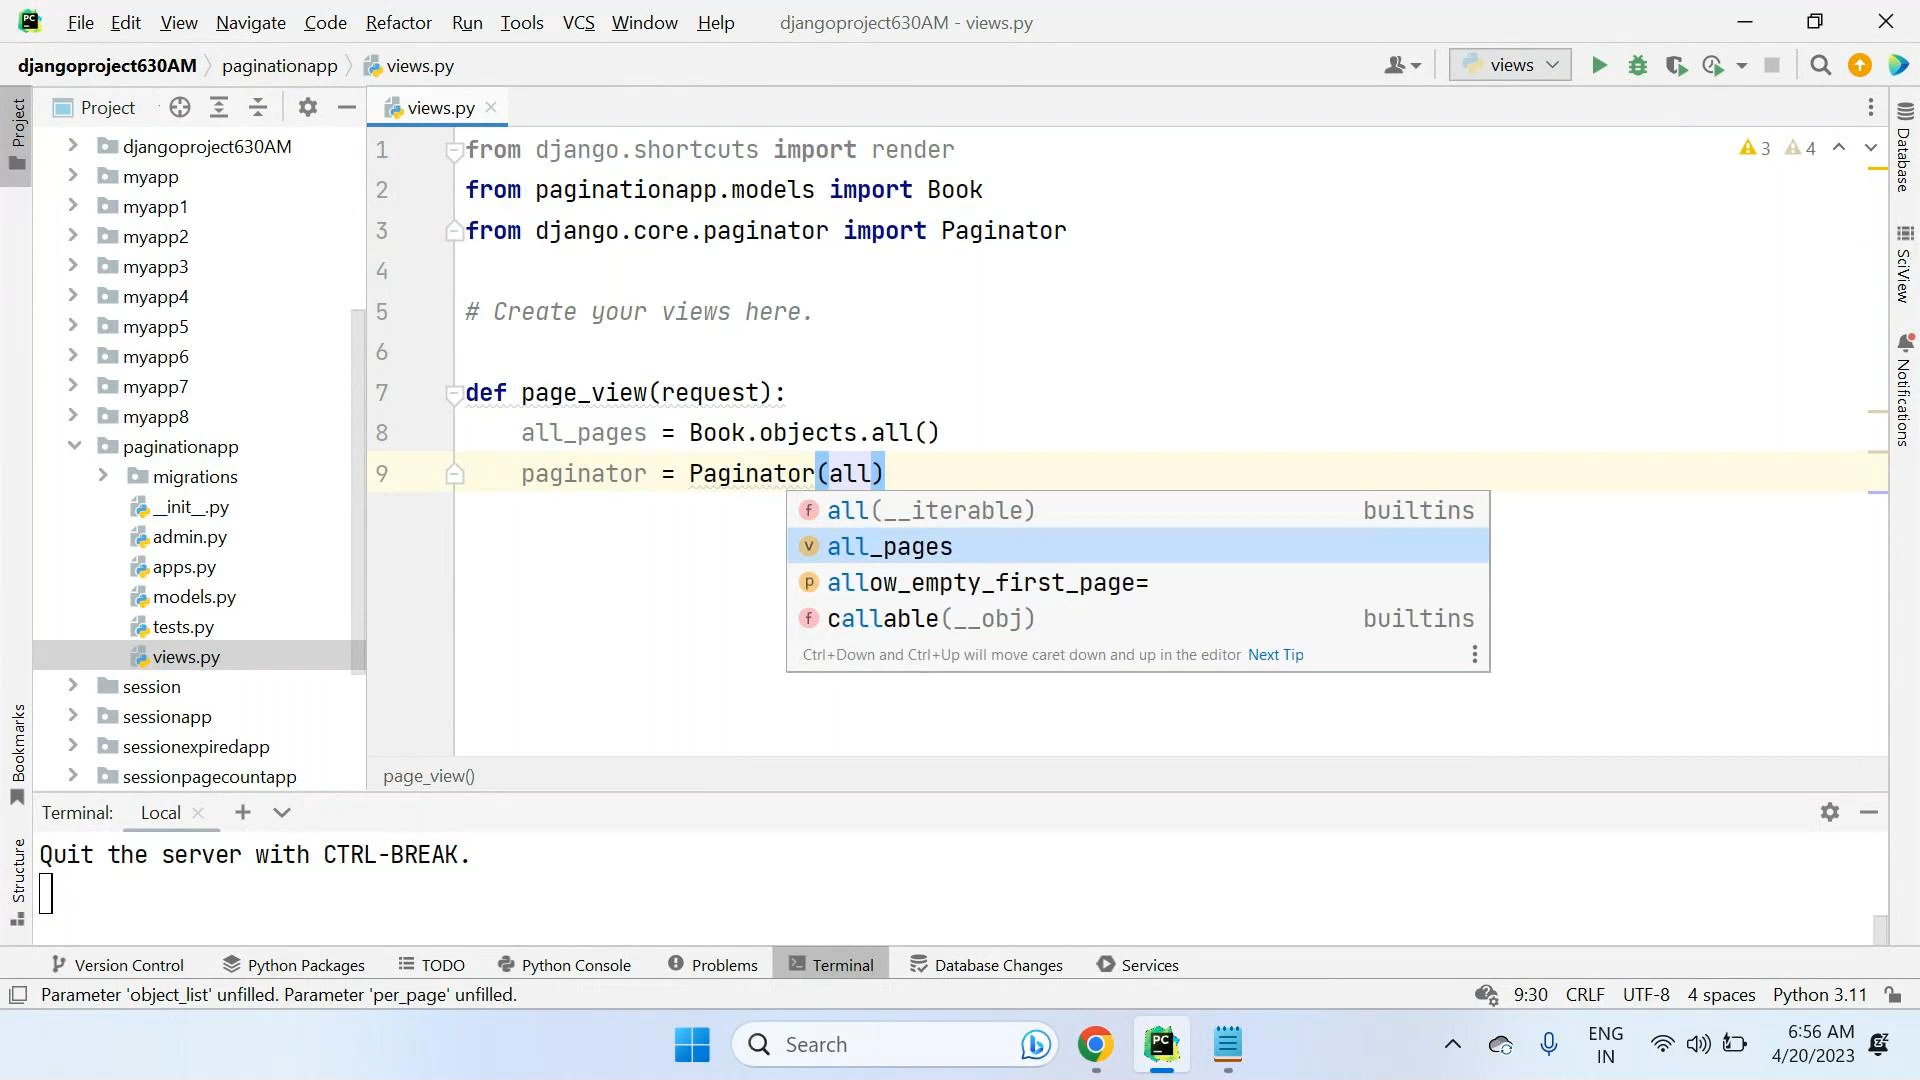 PC File Edit View Navigate Code Refactor Run Tools VCS Window Help djangoproject630AM - views.py
djangoproject630AM paginationapp views.py views
Project views.py
Project
Database
SciView
Notifications
Bookmarks
Structure
djangoproject630AM
myapp
myapp1
myapp2
myapp3
myapp4
myapp5
myapp6
myapp7
myapp8
paginationapp
migrations
__init__.py
admin.py
apps.py
models.py
tests.py
views.py
session
sessionapp
sessionexpiredapp
sessionpagecountapp
3 4
1 from django.shortcuts import render
2 from paginationapp.models import Book
3 from django.core.paginator import Paginator
4
5 # Create your views here.
6
7 def page_view(request):
8 all_pages = Book.objects.all()
9 paginator = Paginator(all)
f all(__iterable) builtins
v all_pages
p allow_empty_first_page=
f callable(__obj) builtins
Ctrl+Down and Ctrl+Up will move caret down and up in the editor Next Tip
page_view()
Terminal: Local
Quit the server with CTRL-BREAK.
Version Control Python Packages TODO Python Console Problems Terminal Database Changes Services
Parameter 'object_list' unfilled. Parameter 'per_page' unfilled. 9:30 CRLF UTF-8 4 spaces Python 3.11
Search PC ENG
IN
6:56 AM
4/20/2023